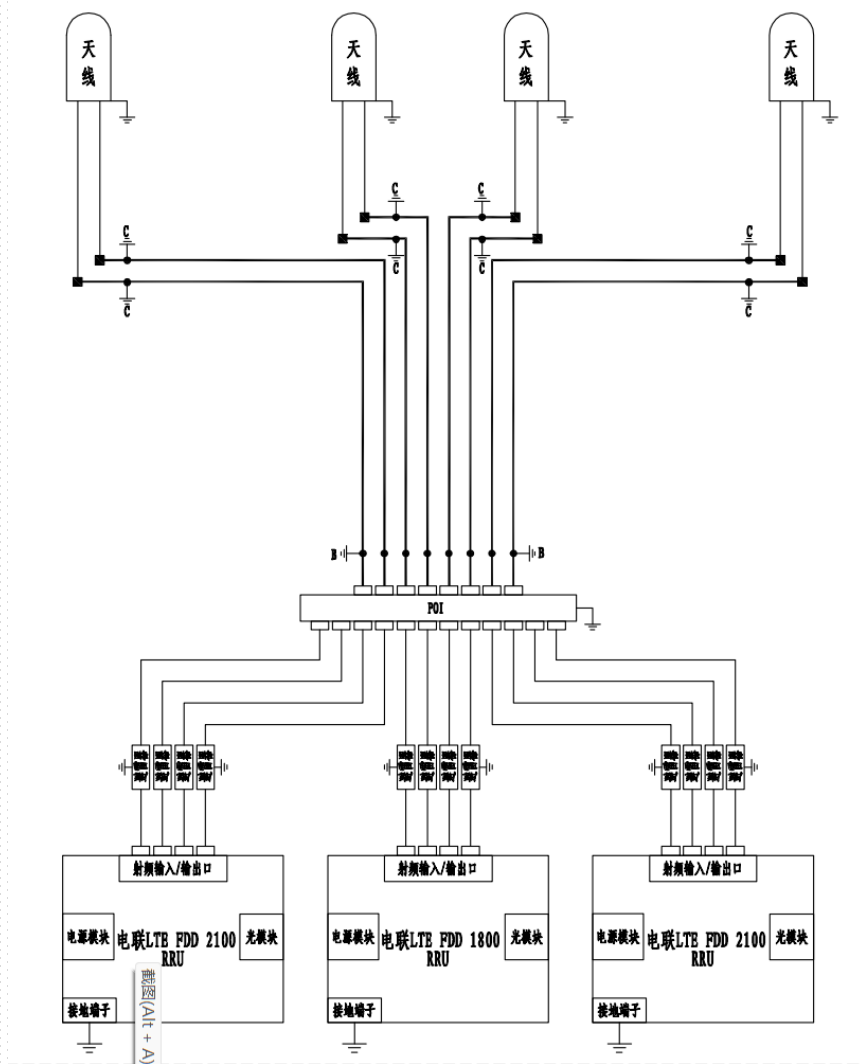 天线
天线
天线
天线
C
C
C
C
C
C
C
C
B
B
POI
射频输入/输出口
射频输入/输出口
射频输入/输出口
电源模块
电联LTE FDD 2100
RRU
光模块
电源模块
电联LTE FDD 1800
RRU
光模块
电源模块
电联LTE FDD 2100
RRU
光模块
接地端子
接地端子
接地端子
截图(Alt + A)